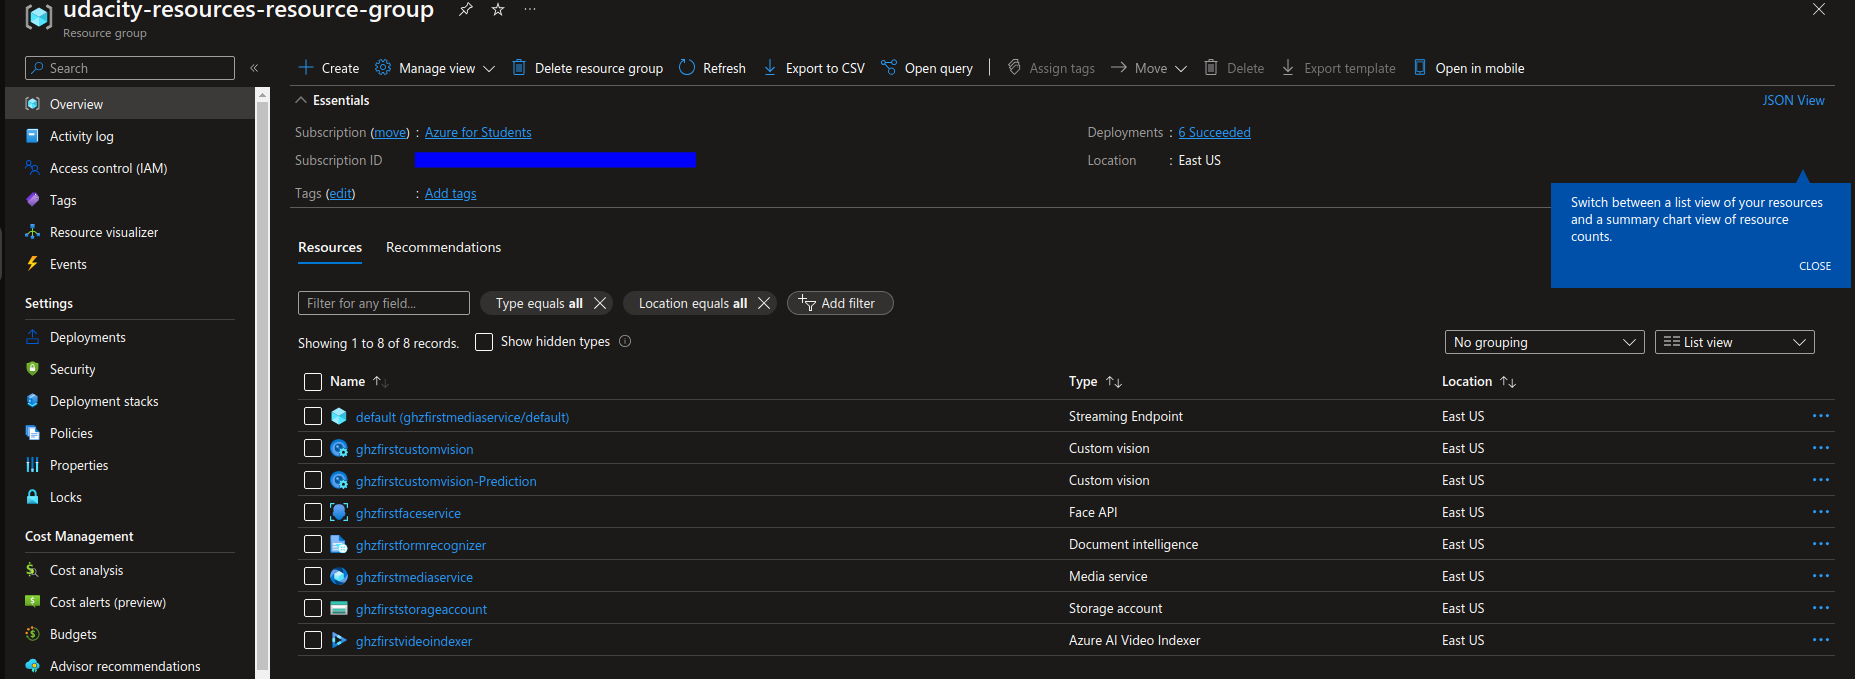 udacity-resources-resource-group
Resource group
Search
Create Manage view Delete resource group Refresh Export to CSV Open query Assign tags Move Delete Export template Open in mobile
Overview
Activity log
Access control (IAM)
Tags
Resource visualizer
Events
Settings
Deployments
Security
Deployment stacks
Policies
Properties
Locks
Cost Management
Cost analysis
Cost alerts (preview)
Budgets
Advisor recommendations
Essentials
JSON View
Subscription (move) : Azure for Students
Deployments : 6 Succeeded
Subscription ID
Location : East US
Tags (edit) : Add tags
Switch between a list view of your resources
and a summary chart view of resource
counts.
CLOSE
Resources Recommendations
Filter for any field... Type equals all Location equals all Add filter
Showing 1 to 8 of 8 records. Show hidden types
No grouping List view
Name Type Location
default (ghzfirstmediaservice/default) Streaming Endpoint East US
ghzfirstcustomvision Custom vision East US
ghzfirstcustomvision-Prediction Custom vision East US
ghzfirstfaceservice Face API East US
ghzfirstformrecognizer Document intelligence East US
ghzfirstmediaservice Media service East US
ghzfirststorageaccount Storage account East US
ghzfirstvideoindexer Azure AI Video Indexer East US